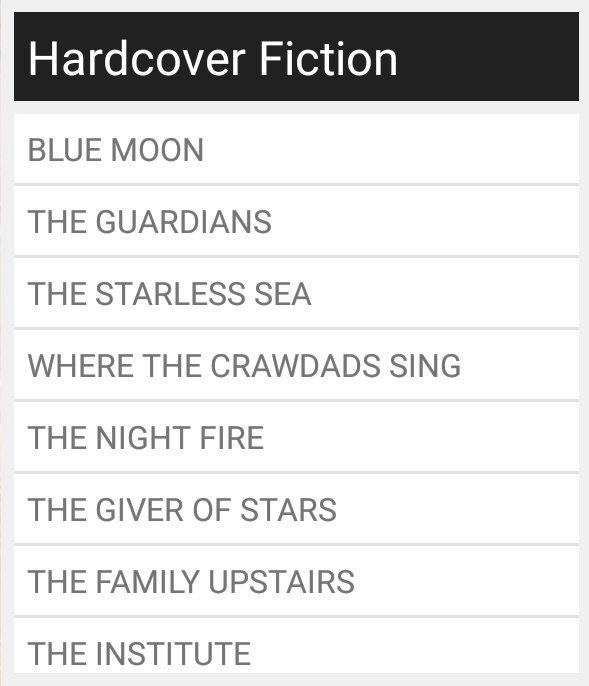 Hardcover Fiction
BLUE MOON
THE GUARDIANS
THE STARLESS SEA
WHERE THE CRAWDADS SING
THE NIGHT FIRE
THE GIVER OF STARS
THE FAMILY UPSTAIRS
THE INSTITUTE